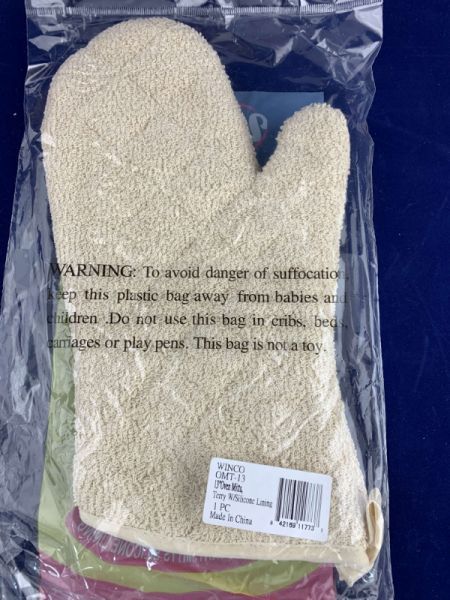 WARNING: To avoid danger of suffocation,
keep this plastic bag away from babies and
children .Do not use this bag in cribs, beds,
carriages or play pens. This bag is not a toy.
WINCO
OMT-13
13"Oven Mitts,
Terry W/Silicone Lining
1 PC
Made In China